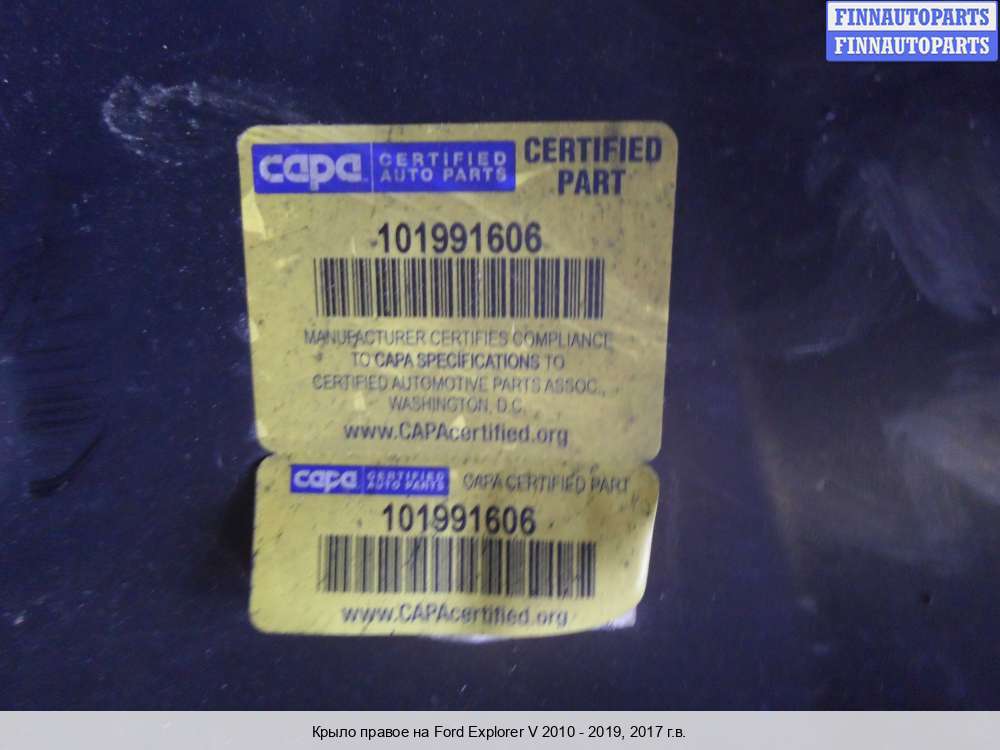 FINNAUTOPARTS
FINNAUTOPARTS
capa CERTIFIED AUTO PARTS
CERTIFIED PART
101991606
MANUFACTURER CERTIFIES COMPLIANCE
TO CAPA SPECIFICATIONS TO
CERTIFIED AUTOMOTIVE PARTS ASSOC.,
WASHINGTON, D.C.
www.CAPAcertified.org
capa CERTIFIED AUTO PARTS CAPA CERTIFIED PART
101991606
www.CAPAcertified.org
Крыло правое на Ford Explorer V 2010 - 2019, 2017 г.в.